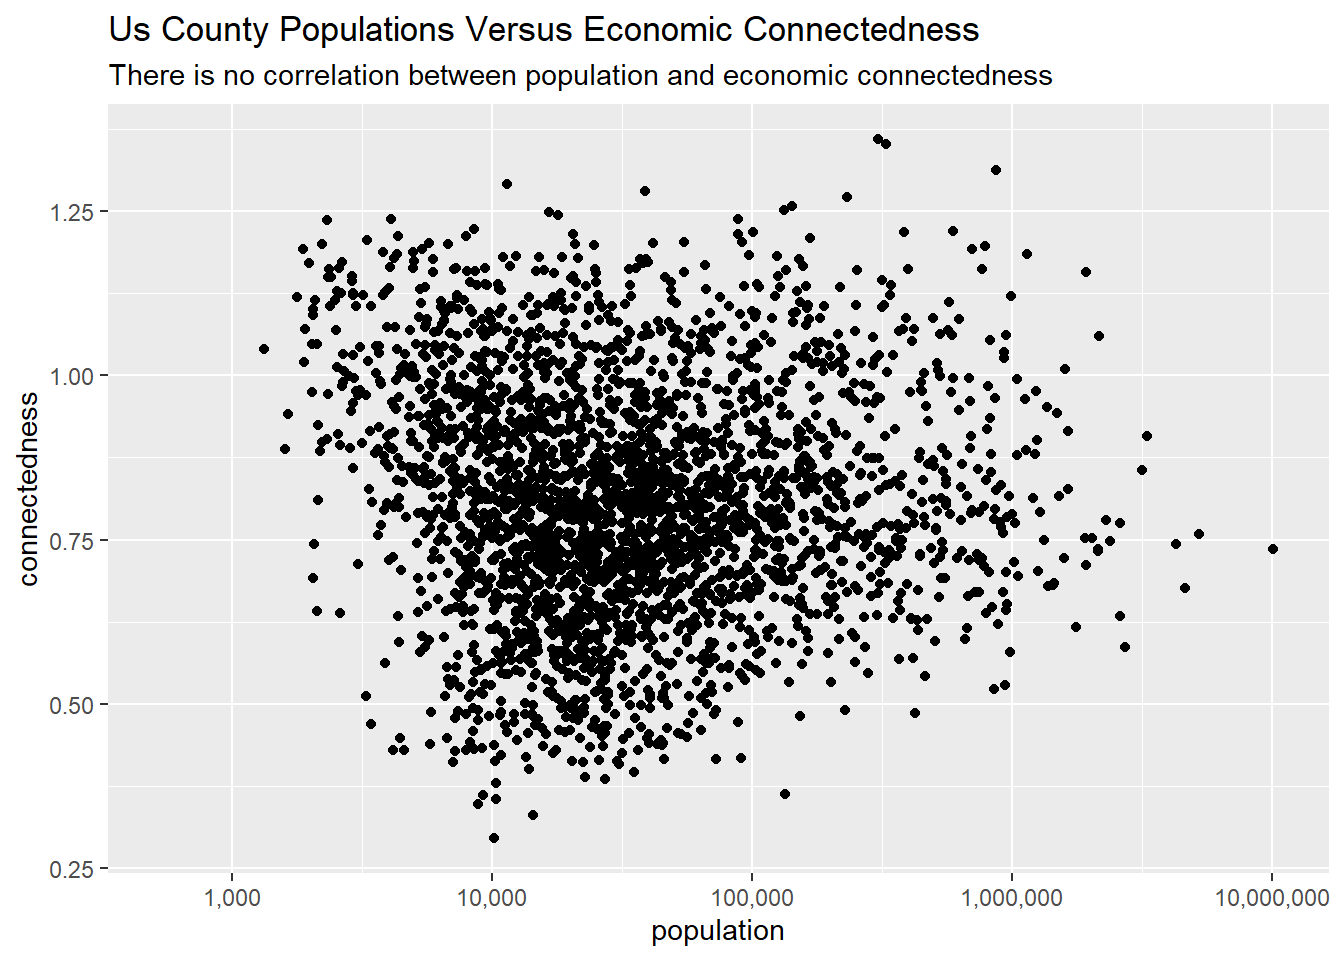 Us County Populations Versus Economic Connectedness
There is no correlation between population and economic connectedness
connectedness
1.25
1.00
0.75
0.50
0.25
1,000 10,000 100,000 1,000,000 10,000,000
population